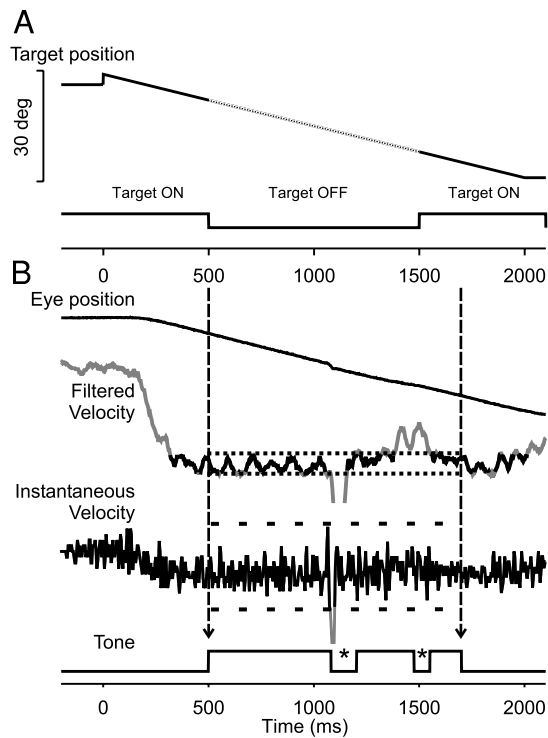 A
Target position
30 deg
Target ON Target OFF Target ON
0 500 1000 1500 2000
B
Eye position
Filtered
Velocity
Instantaneous
Velocity
Tone
* *
0 500 1000 1500 2000
Time (ms)